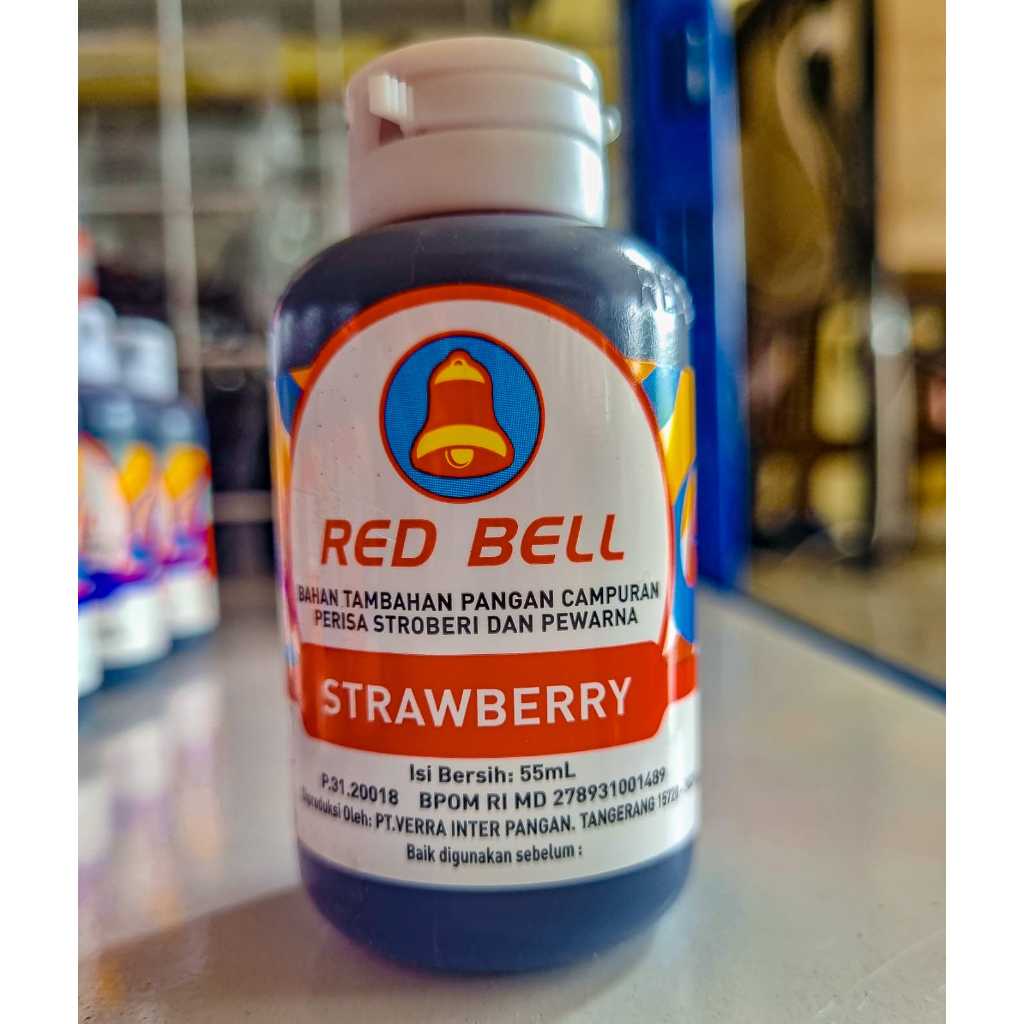 RED BELL
BAHAN TAMBAHAN PANGAN CAMPURAN
PERISA STROBERI DAN PEWARNA
STRAWBERRY
Isi Bersih: 55mL
P.31.20018 BPOM RI MD 278931001489
Diproduksi Oleh: PT.VERRA INTER PANGAN. TANGERANG 15720
Baik digunakan sebelum :